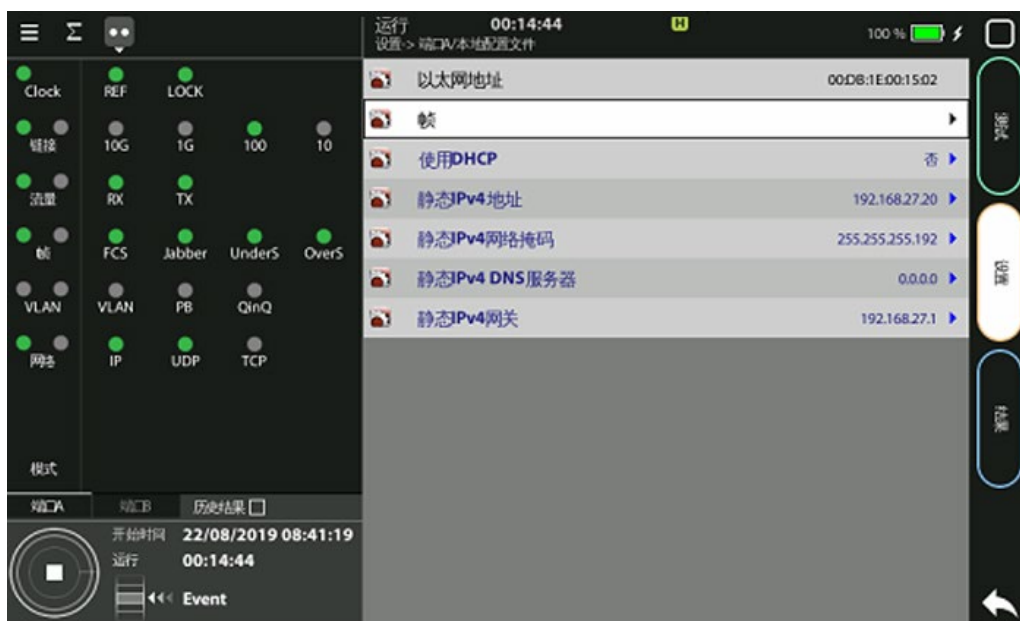 Σ
运行 00:14:44 H
设置-> 端口A/本地配置文件
100 %
Clock REF LOCK
链接 10G 1G 100 10
流量 RX TX
帧 FCS Jabber UnderS OverS
VLAN VLAN PB QinQ
网络 IP UDP TCP
模式
端口A 端口B 历史结果
开始时间 22/08/2019 08:41:19
运行 00:14:44
Event
以太网地址 00:DB:1E:00:15:02
帧
使用DHCP 否
静态IPv4地址 192.168.27.20
静态IPv4网络掩码 255.255.255.192
静态IPv4 DNS服务器 0.0.0.0
静态IPv4网关 192.168.27.1
测试
设置
结果